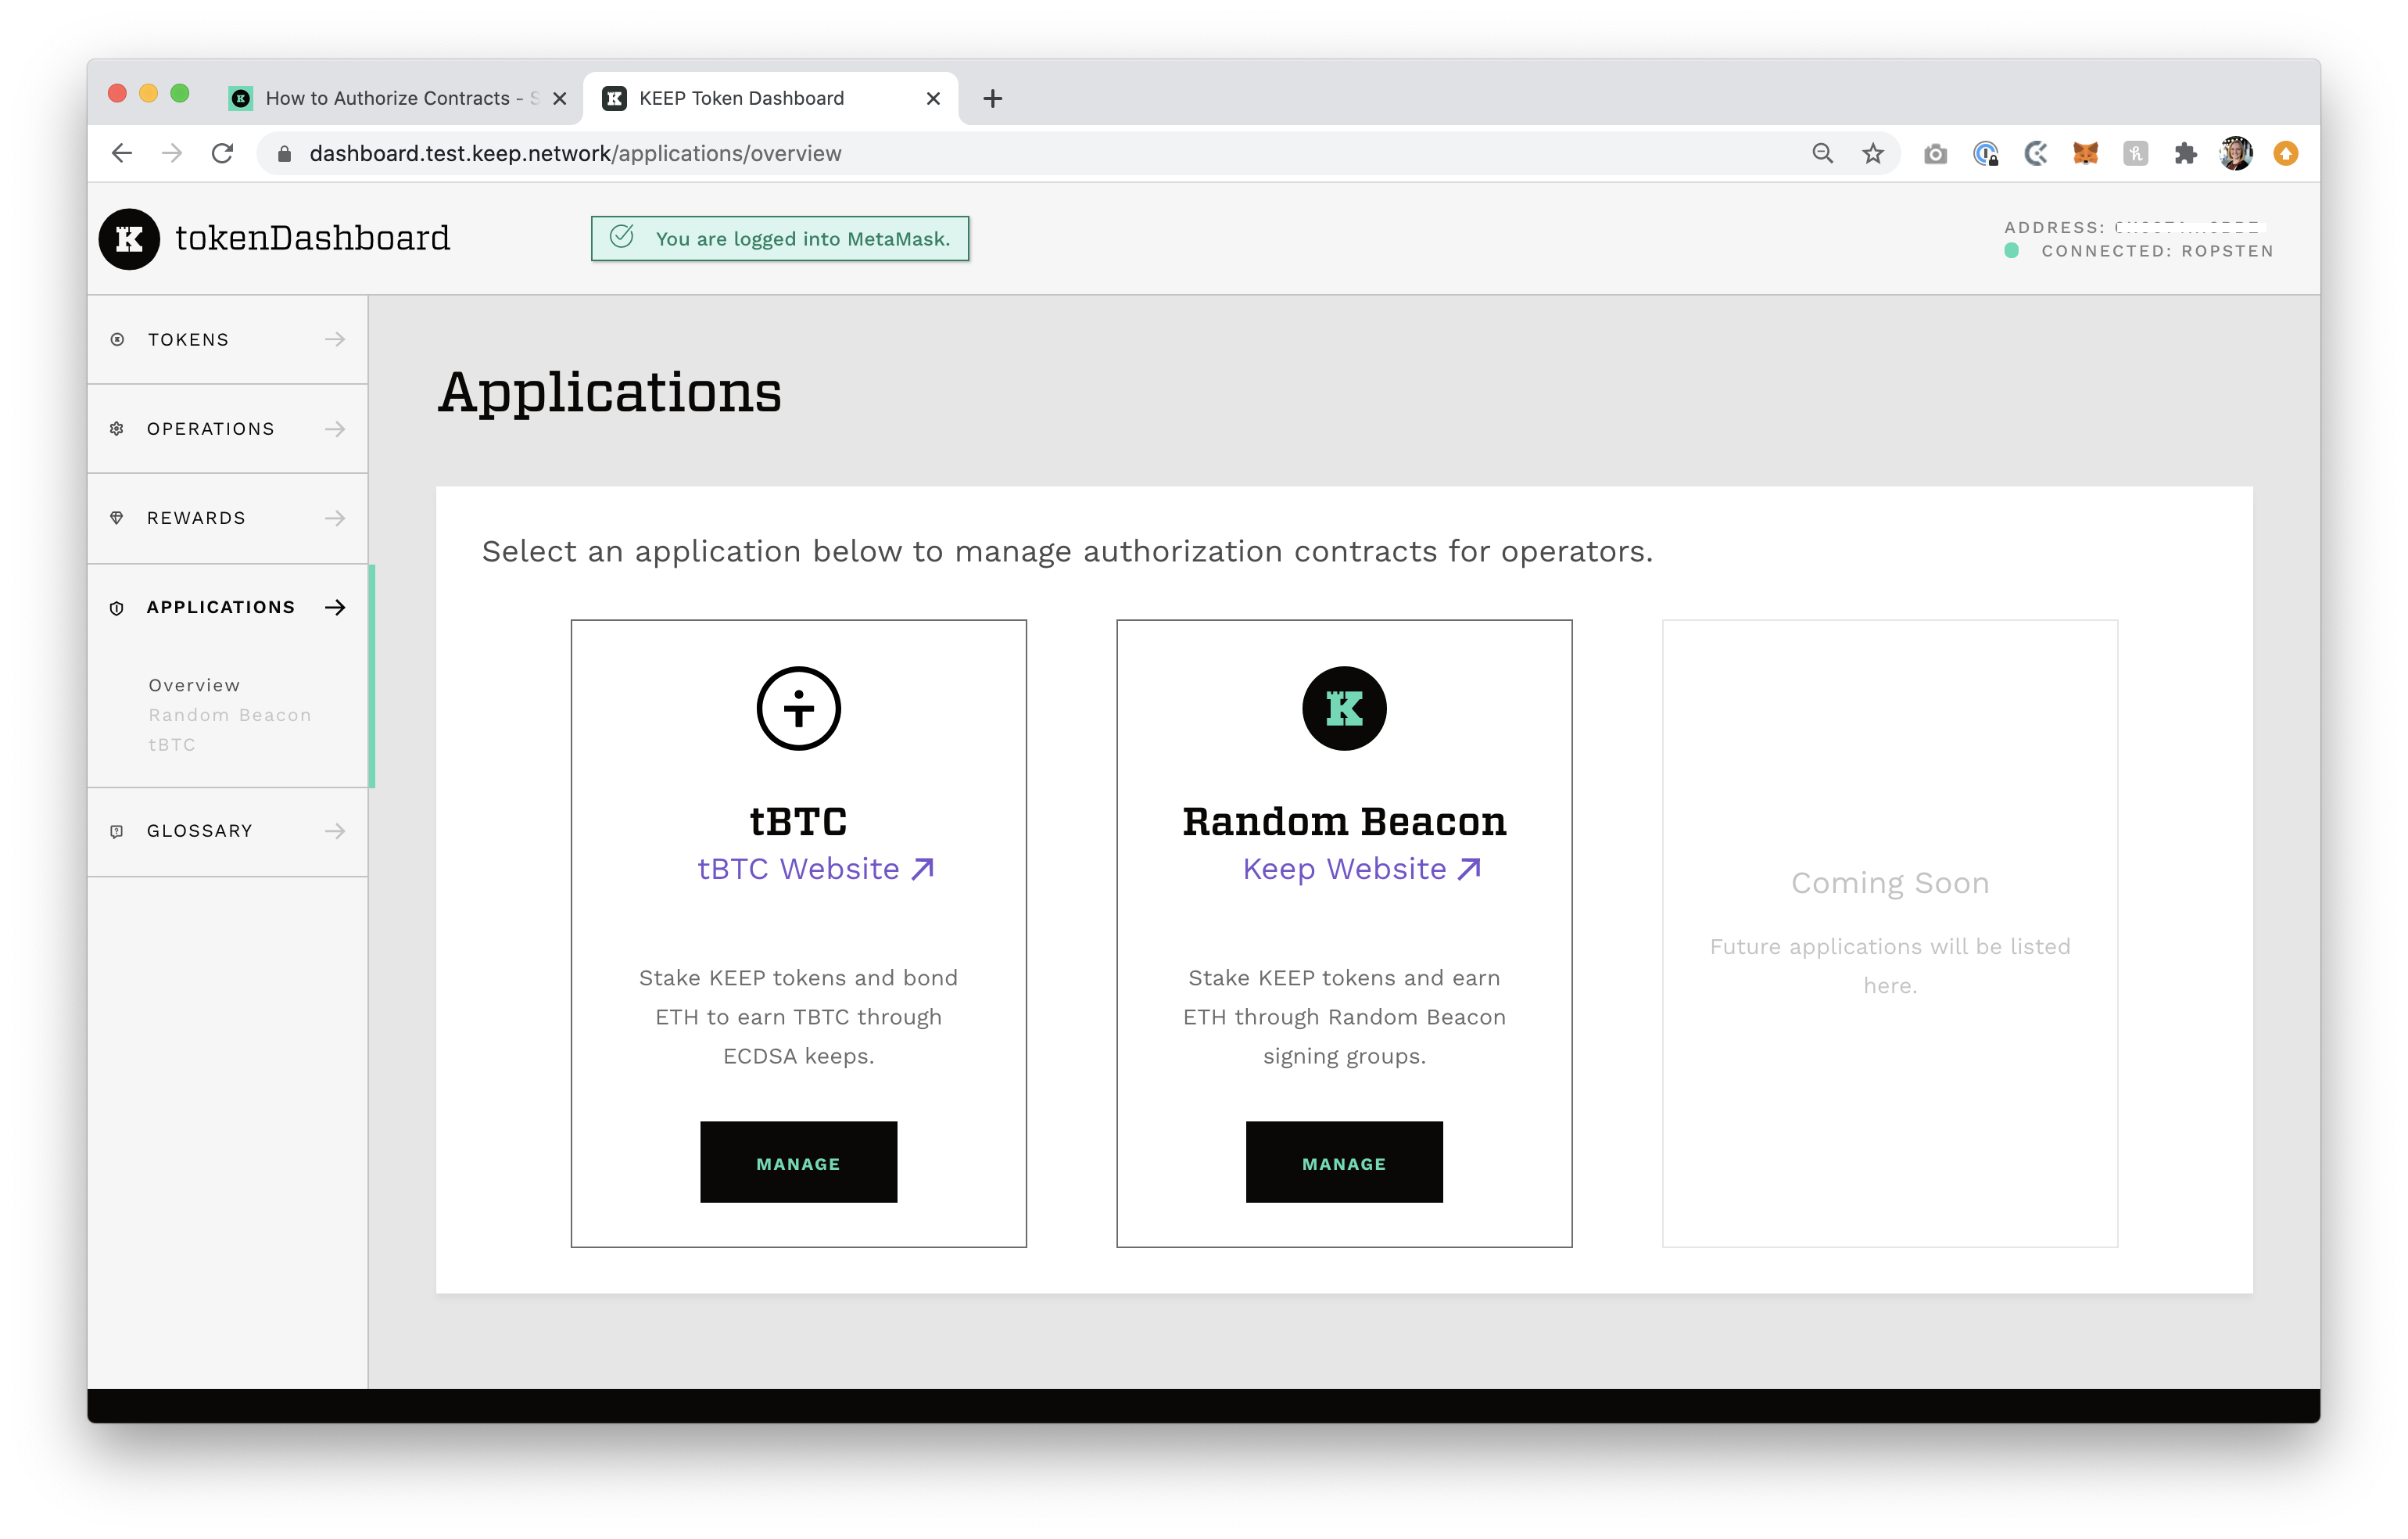 How to Authorize Contracts -
KEEP Token Dashboard
dashboard.test.keep.network/applications/overview
tokenDashboard
You are logged into MetaMask.
ADDRESS:
CONNECTED: ROPSTEN
TOKENS
OPERATIONS
REWARDS
APPLICATIONS
Overview
Random Beacon
tBTC
GLOSSARY
Applications
Select an application below to manage authorization contracts for operators.
tBTC
tBTC Website
Stake KEEP tokens and bond
ETH to earn TBTC through
ECDSA keeps.
MANAGE
Random Beacon
Keep Website
Stake KEEP tokens and earn
ETH through Random Beacon
signing groups.
MANAGE
Coming Soon
Future applications will be listed
here.